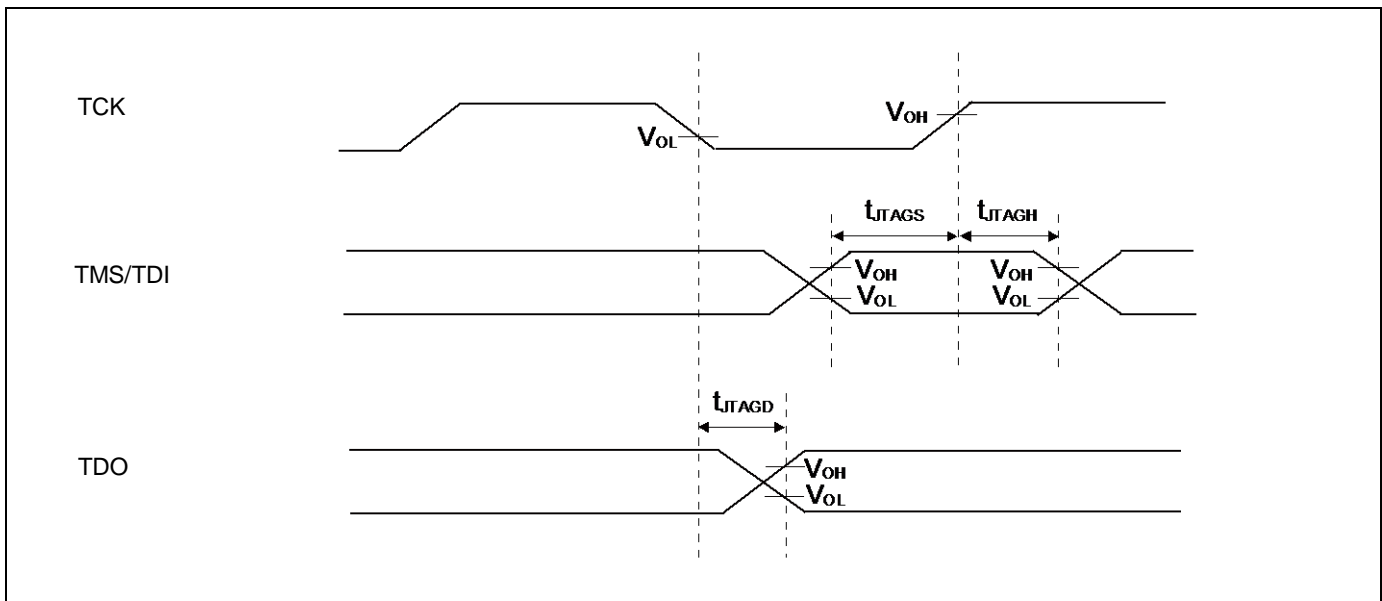 TCK
VOL
VOH
tJTAGS
tJTAGH
TMS/TDI
VOH
VOH
VOL
VOL
tJTAGD
TDO
VOH
VOL